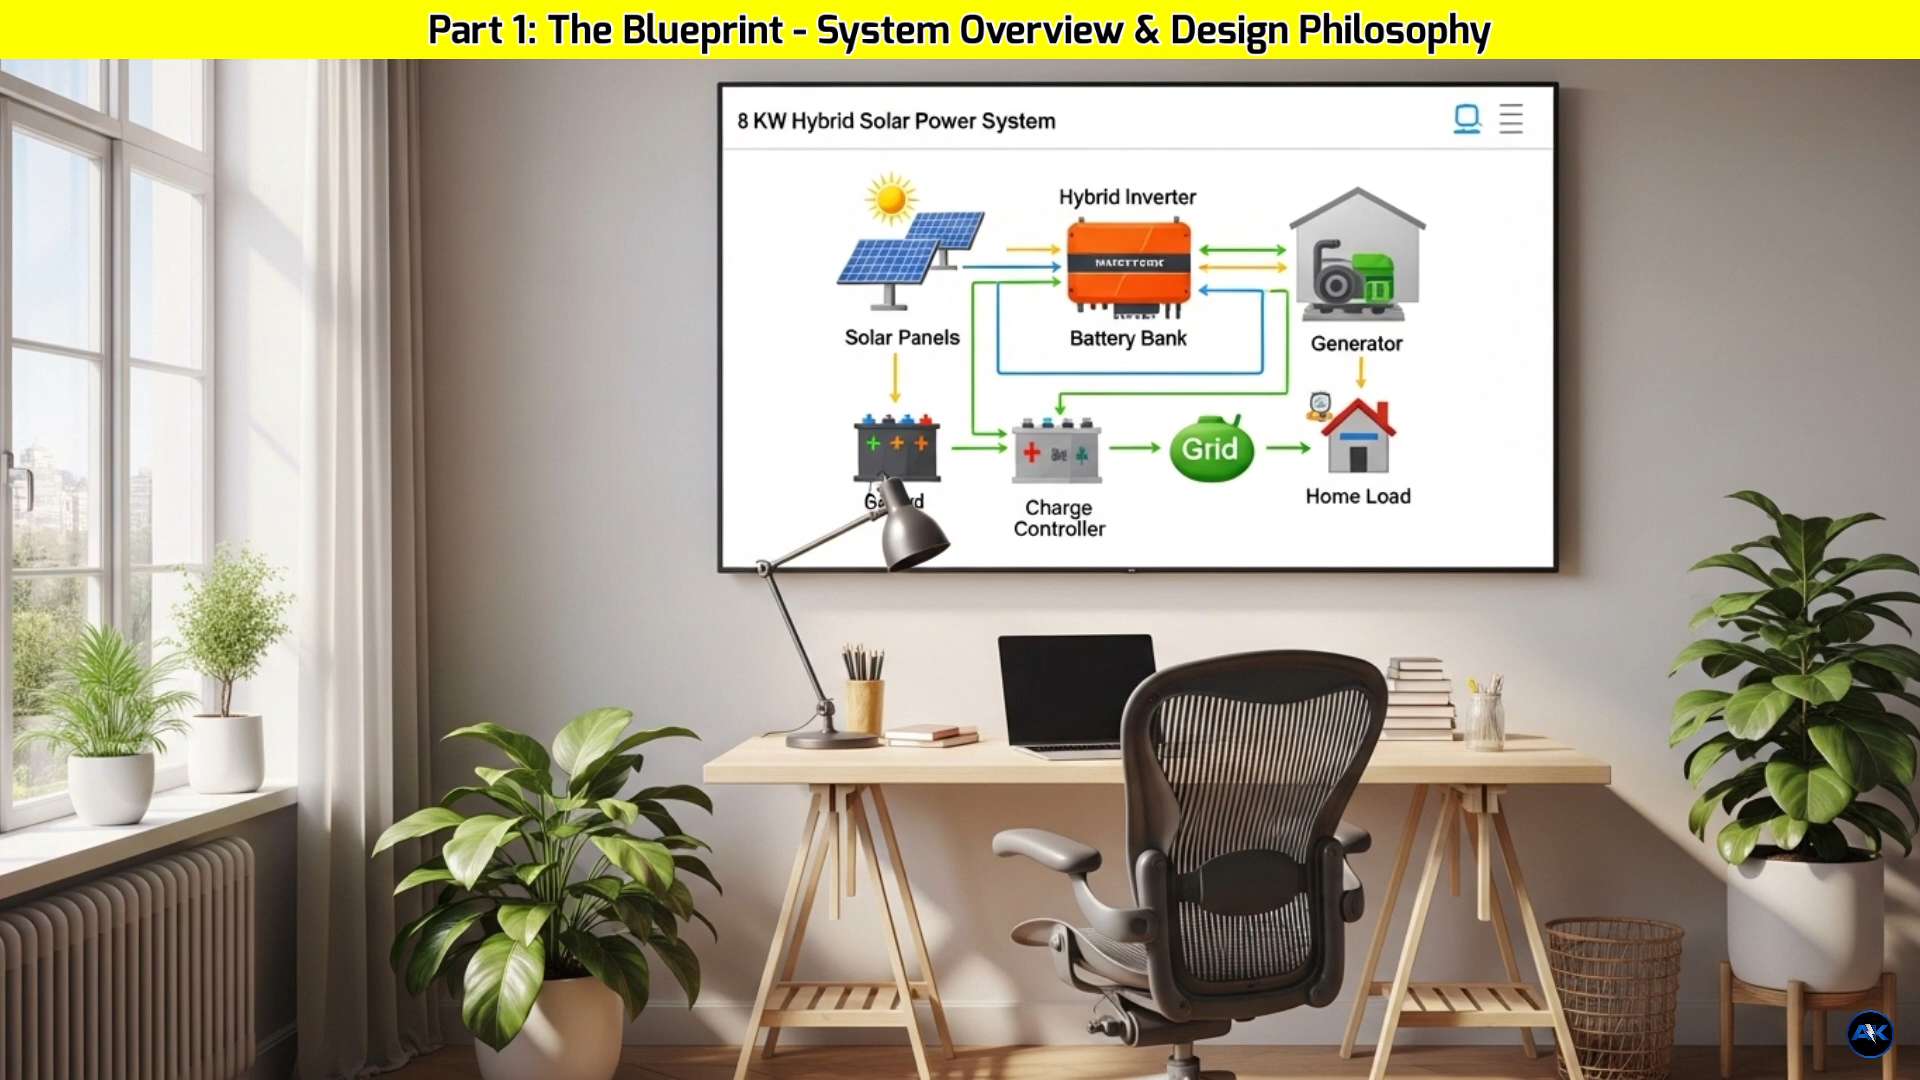 Part 1: The Blueprint - System Overview & Design Philosophy
8 KW Hybrid Solar Power System
Hybrid Inverter
Solar Panels
Battery Bank
Generator
Grid
Charge
Controller
Home Load
AK